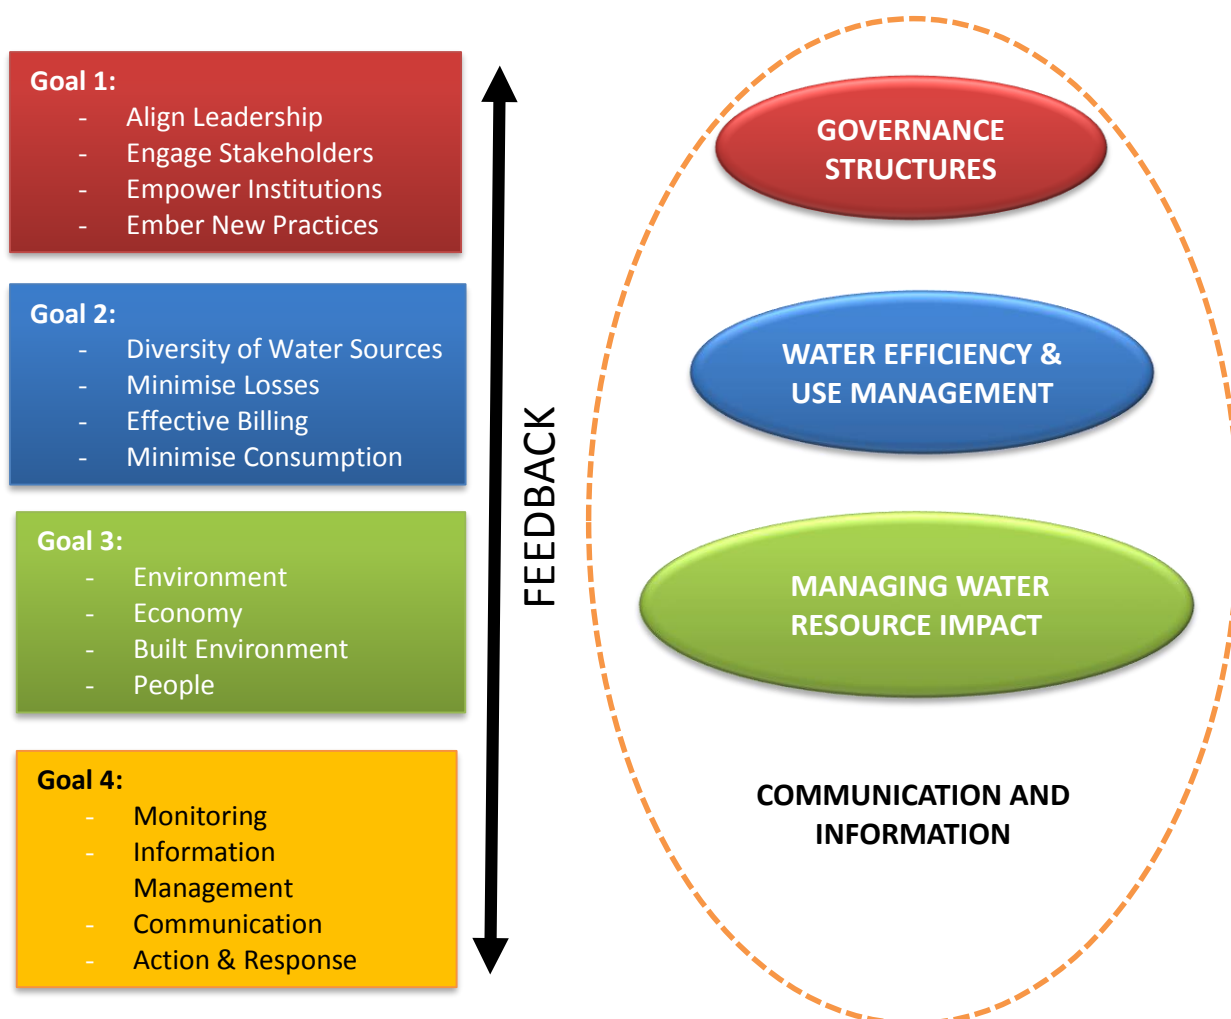 Goal 1:
- Align Leadership
- Engage Stakeholders
- Empower Institutions
- Ember New Practices
Goal 2:
- Diversity of Water Sources
- Minimise Losses
- Effective Billing
- Minimise Consumption
Goal 3:
- Environment
- Economy
- Built Environment
- People
Goal 4:
- Monitoring
- Information
Management
- Communication
- Action & Response
FEEDBACK
GOVERNANCE
STRUCTURES
WATER EFFICIENCY &
USE MANAGEMENT
MANAGING WATER
RESOURCE IMPACT
COMMUNICATION AND
INFORMATION